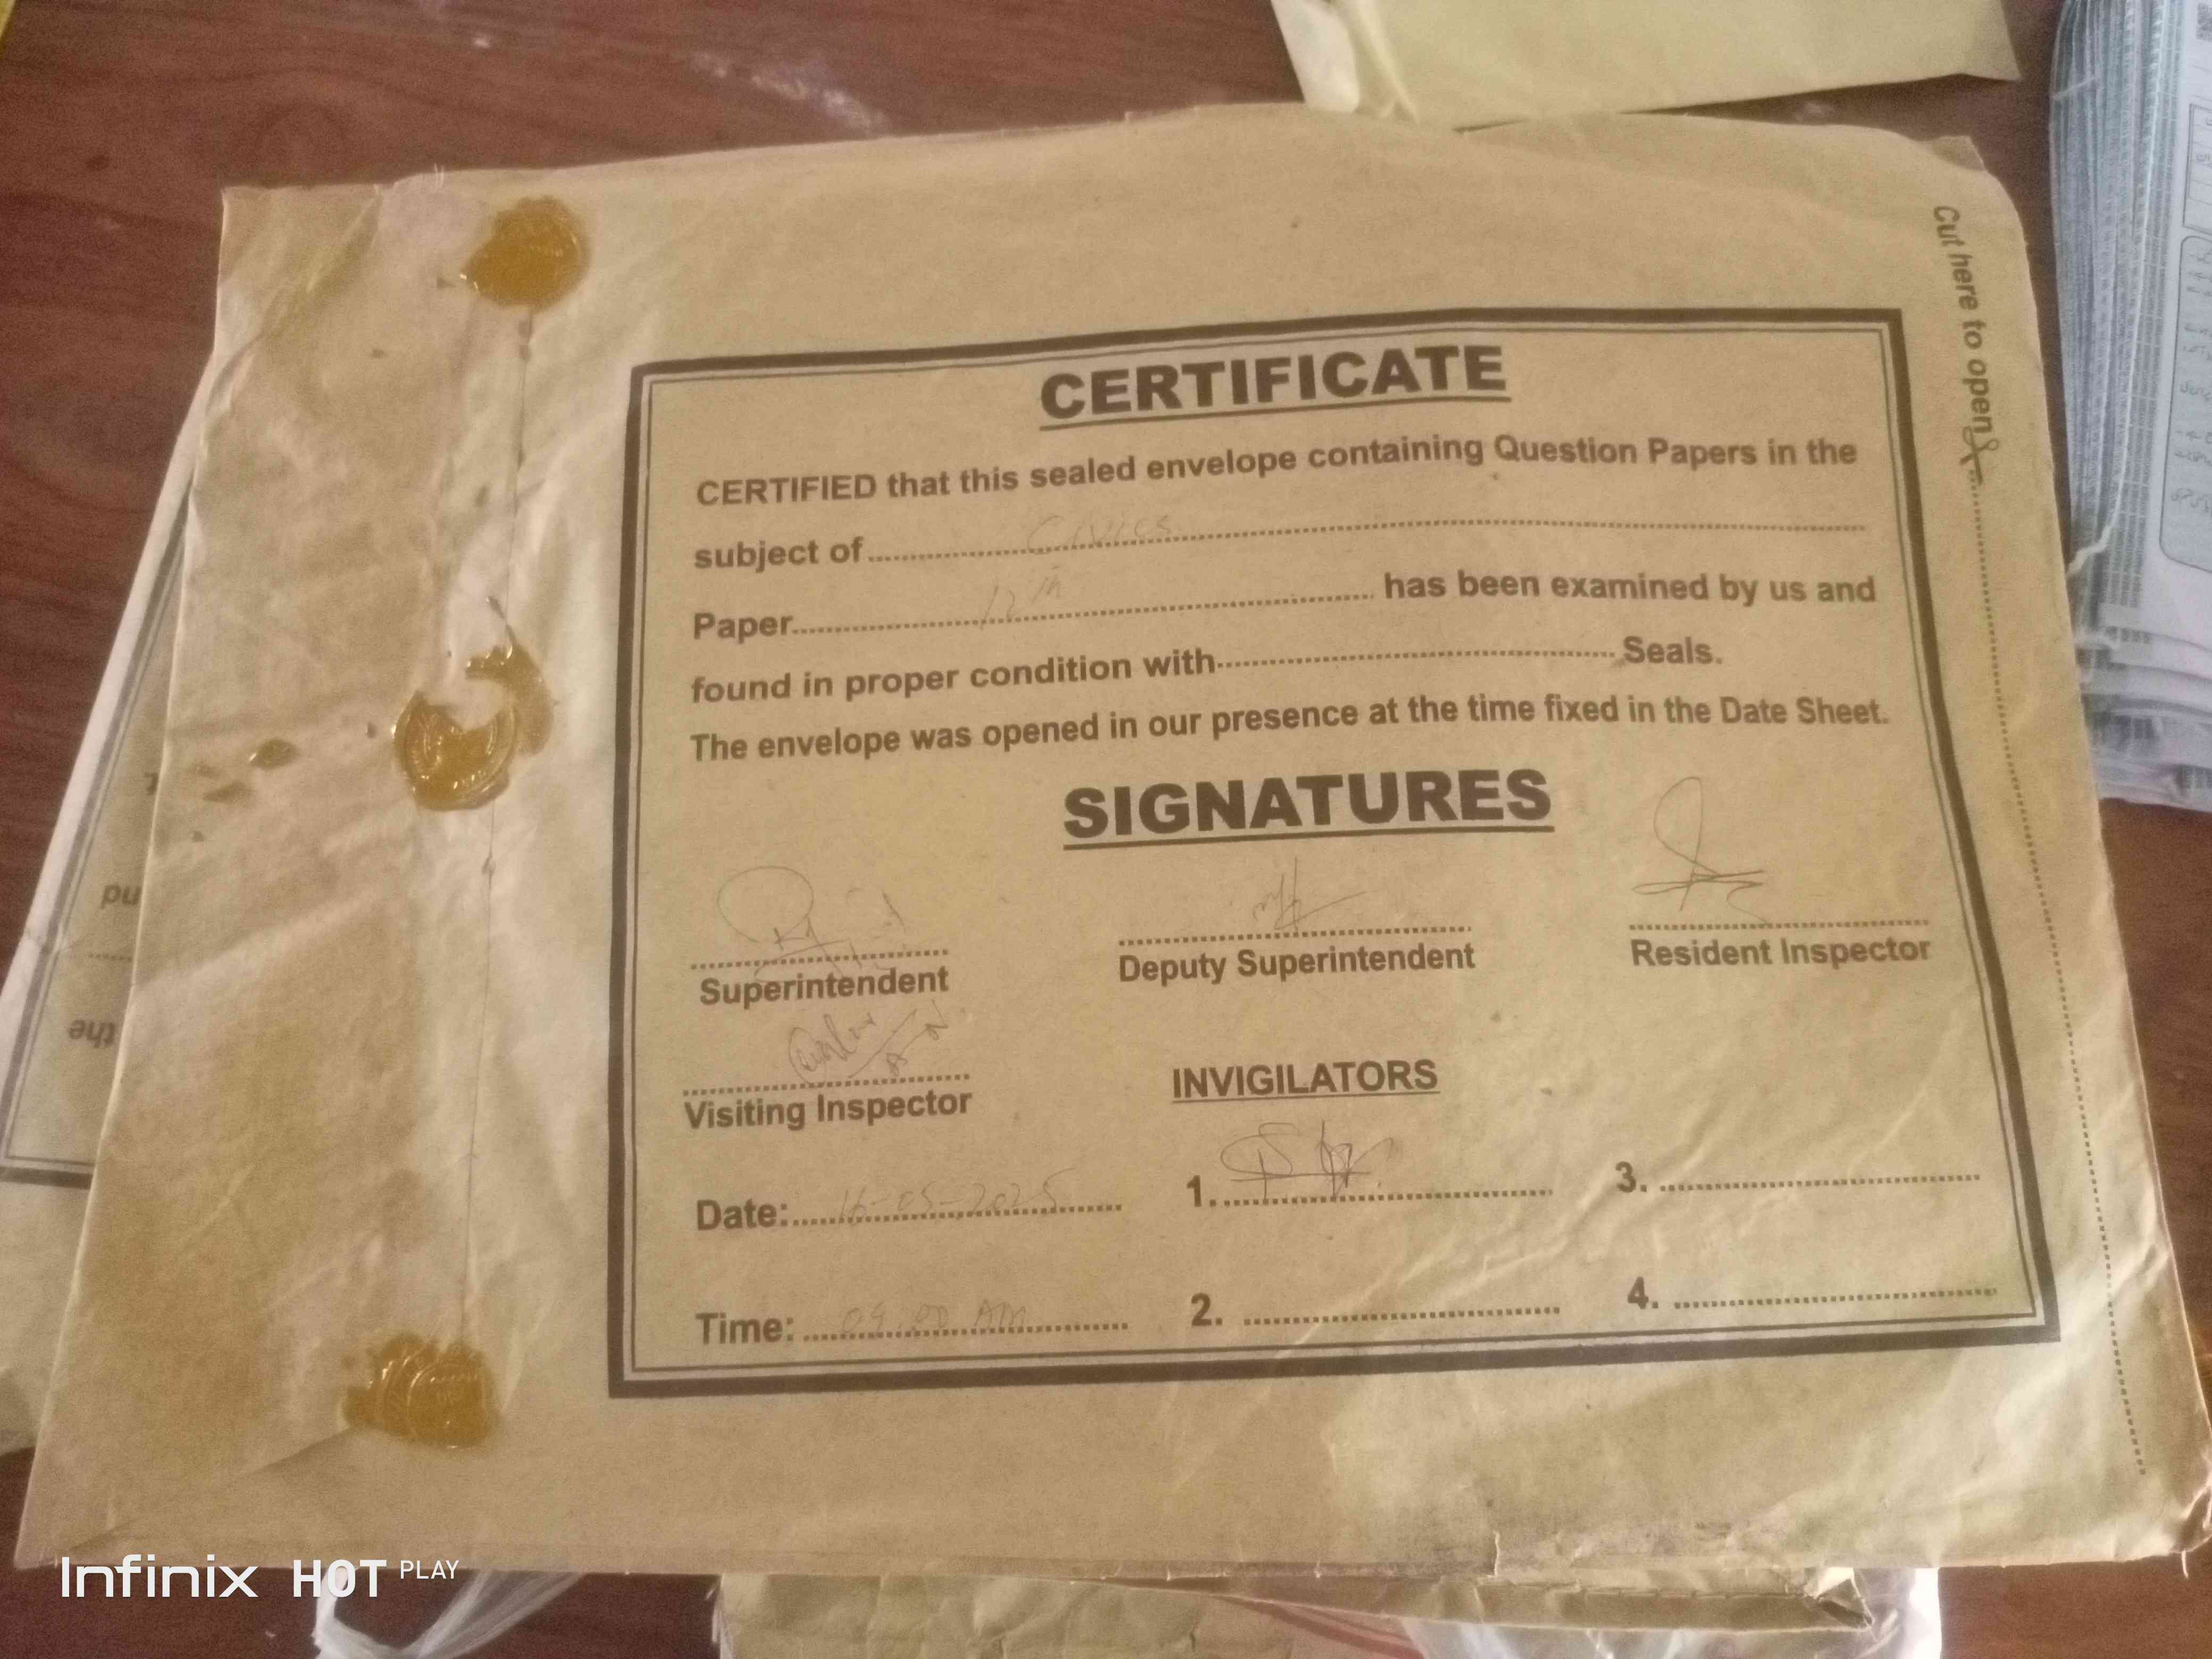 Cut here to open
CERTIFICATE
CERTIFIED that this sealed envelope containing Question Papers in the
subject of Civics
Paper 12th has been examined by us and
found in proper condition with Seals.
The envelope was opened in our presence at the time fixed in the Date Sheet.
SIGNATURES
Superintendent Deputy Superintendent Resident Inspector
Visiting Inspector INVIGILATORS
Date: 16-05-2025 1. 3.
Time: 09.00 AM 2. 4.
nd
the
Infinix HOT PLAY